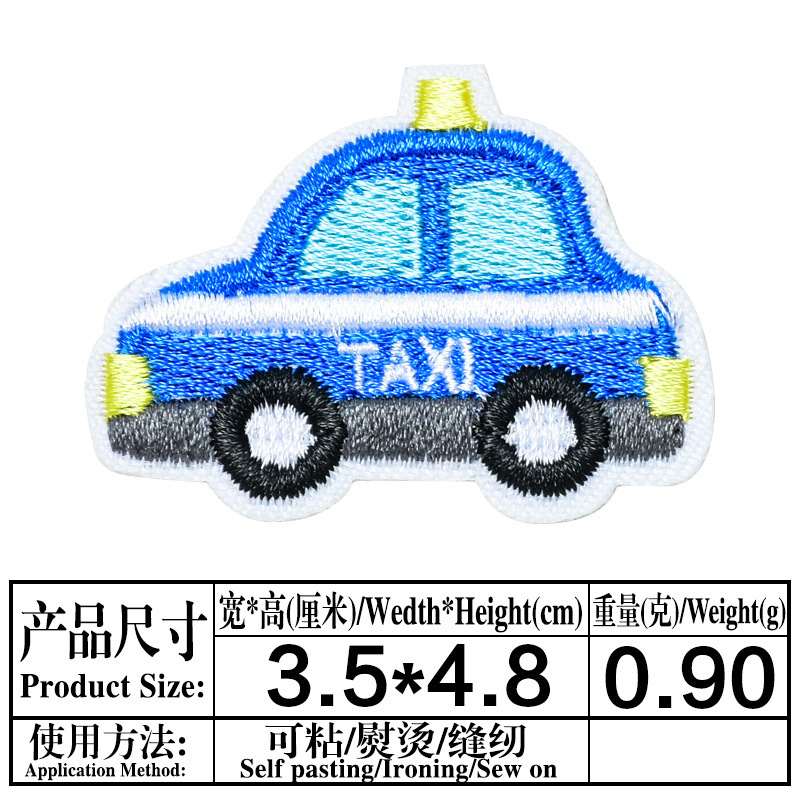 TAXI
产品尺寸
Product Size:
宽*高(厘米)/Wedth*Height(cm)
3.5*4.8
重量(克)/Weight(g)
0.90
使用方法:
Application Method:
可粘/熨烫/缝纫
Self pasting/Ironing/Sew on